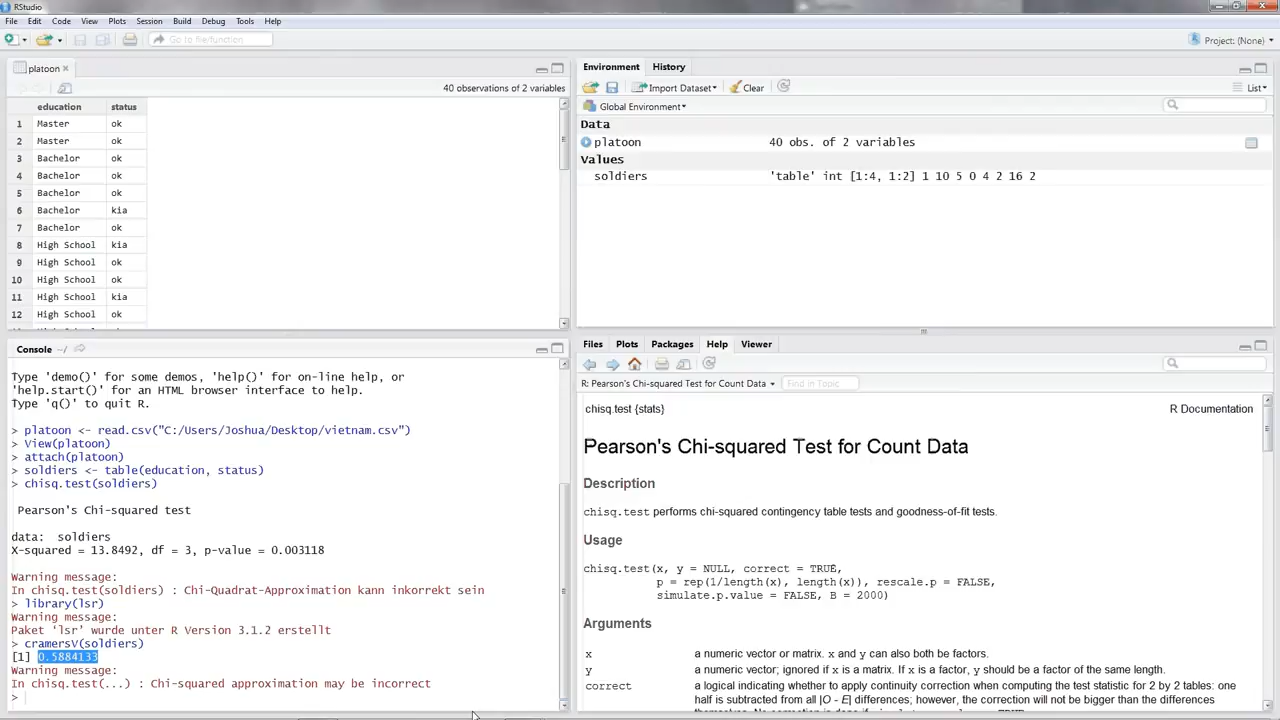 RStudio
File Edit Code View Plots Session Build Debug Tools Help
Go to file/function
Project: (None)
platoon
40 observations of 2 variables
education status
1 Master ok
2 Master ok
3 Bachelor ok
4 Bachelor ok
5 Bachelor ok
6 Bachelor kia
7 Bachelor ok
8 High School kia
9 High School ok
10 High School ok
11 High School kia
12 High School ok
Environment History
Import Dataset Clear List
Global Environment
Data
platoon 40 obs. of 2 variables
Values
soldiers 'table' int [1:4, 1:2] 1 10 5 0 4 2 16 2
Console ~/
Type 'demo()' for some demos, 'help()' for on-line help, or
'help.start()' for an HTML browser interface to help.
Type 'q()' to quit R.
> platoon <- read.csv("C:/Users/Joshua/Desktop/vietnam.csv")
> View(platoon)
> attach(platoon)
> soldiers <- table(education, status)
> chisq.test(soldiers)
Pearson's Chi-squared test
data: soldiers
X-squared = 13.8492, df = 3, p-value = 0.003118
Warning message:
In chisq.test(soldiers) : Chi-Quadrat-Approximation kann inkorrekt sein
> library(lsr)
Warning message:
Paket ‘lsr’ wurde unter R Version 3.1.2 erstellt
> cramersV(soldiers)
[1] 0.5884133
Warning message:
In chisq.test(...) : Chi-squared approximation may be incorrect
>
Files Plots Packages Help Viewer
R: Pearson's Chi-squared Test for Count Data Find in Topic
chisq.test {stats} R Documentation
Pearson's Chi-squared Test for Count Data
Description
chisq.test performs chi-squared contingency table tests and goodness-of-fit tests.
Usage
chisq.test(x, y = NULL, correct = TRUE,
p = rep(1/length(x), length(x)), rescale.p = FALSE,
simulate.p.value = FALSE, B = 2000)
Arguments
x a numeric vector or matrix. x and y can also both be factors.
y a numeric vector; ignored if x is a matrix. If x is a factor, y should be a factor of the same length.
correct a logical indicating whether to apply continuity correction when computing the test statistic for 2 by 2 tables: one
half is subtracted from all |O - E| differences; however, the correction will not be bigger than the differences